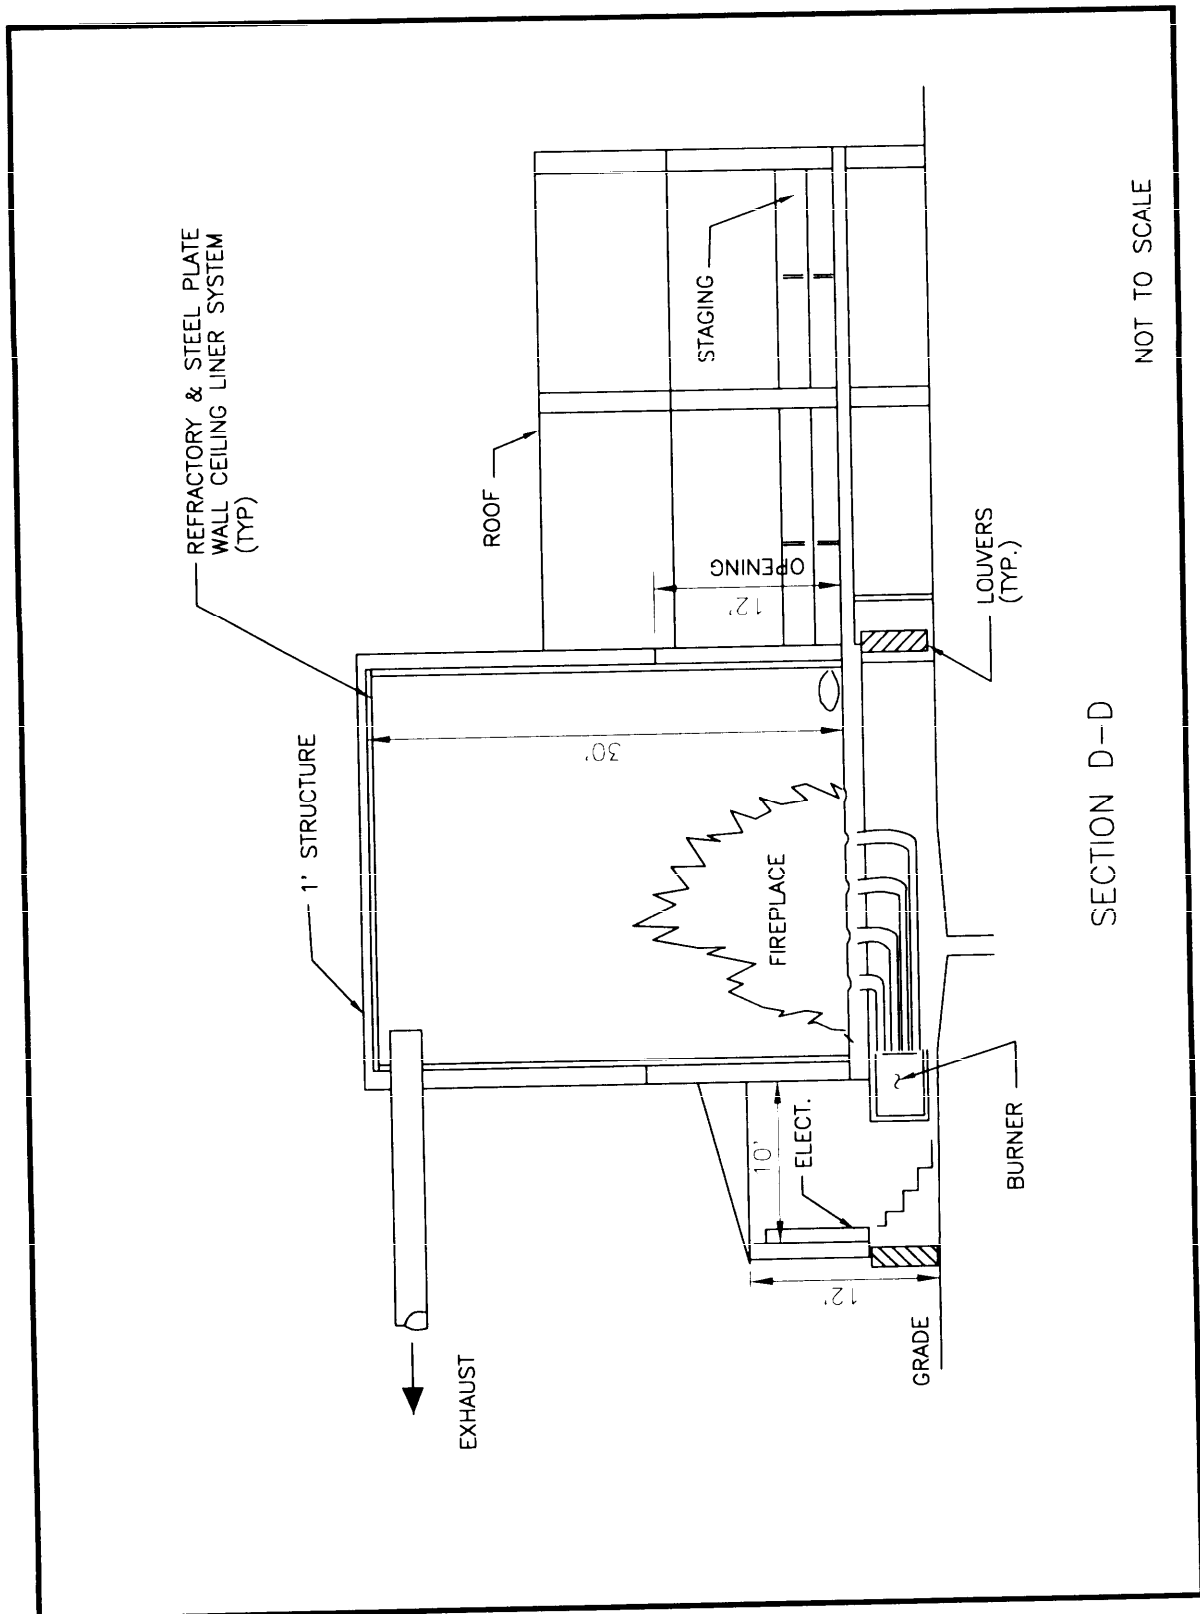 REFRACTORY & STEEL PLATE
WALL CEILING LINER SYSTEM
(TYP)
1' STRUCTURE
ROOF
STAGING
EXHAUST
30'
12'
OPENING
FIREPLACE
10'
ELECT.
12'
LOUVERS
(TYP.)
GRADE
BURNER
SECTION D-D
NOT TO SCALE